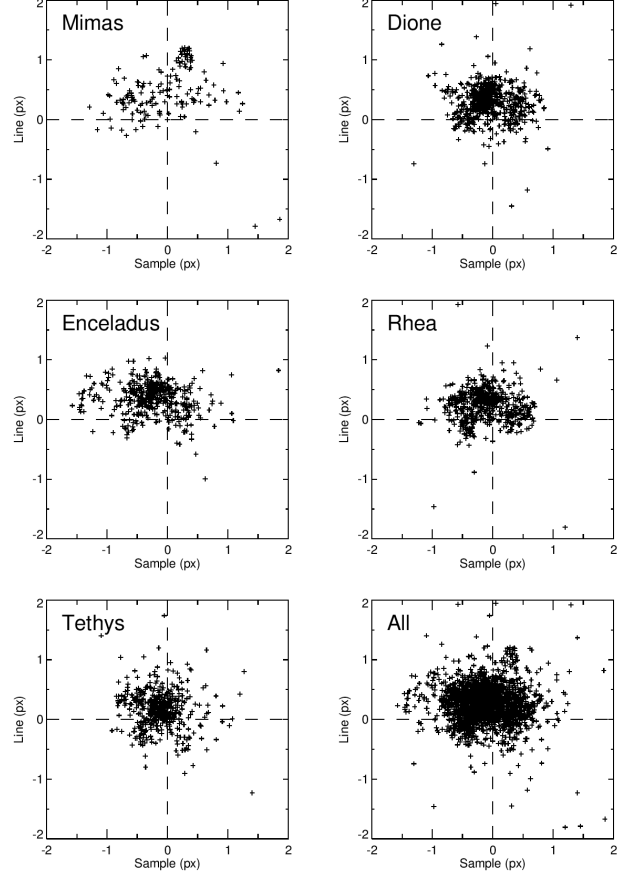 Mimas
2
1
0
-1
-2
Line (px)
-2 -1 0 1 2
Sample (px)
Dione
2
1
0
-1
-2
Line (px)
-2 -1 0 1 2
Sample (px)
Enceladus
2
1
0
-1
-2
Line (px)
-2 -1 0 1 2
Sample (px)
Rhea
2
1
0
-1
-2
Line (px)
-2 -1 0 1 2
Sample (px)
Tethys
2
1
0
-1
-2
Line (px)
-2 -1 0 1 2
Sample (px)
All
2
1
0
-1
-2
Line (px)
-2 -1 0 1 2
Sample (px)